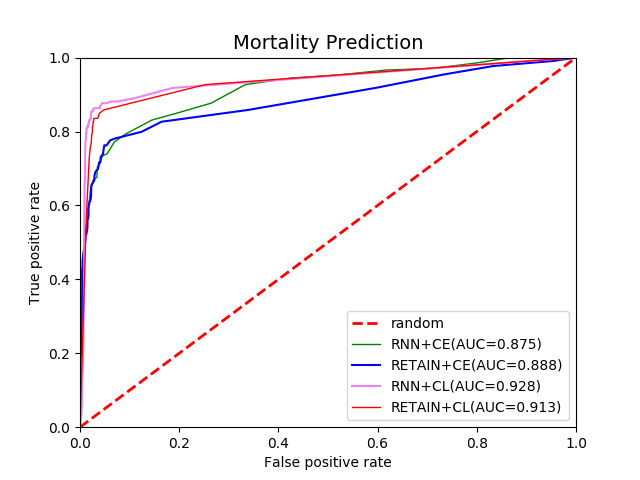 Mortality Prediction
True positive rate
1.0
0.8
0.6
0.4
0.2
0.0
0.0 0.2 0.4 0.6 0.8 1.0
False positive rate
random
RNN+CE(AUC=0.875)
RETAIN+CE(AUC=0.888)
RNN+CL(AUC=0.928)
RETAIN+CL(AUC=0.913)